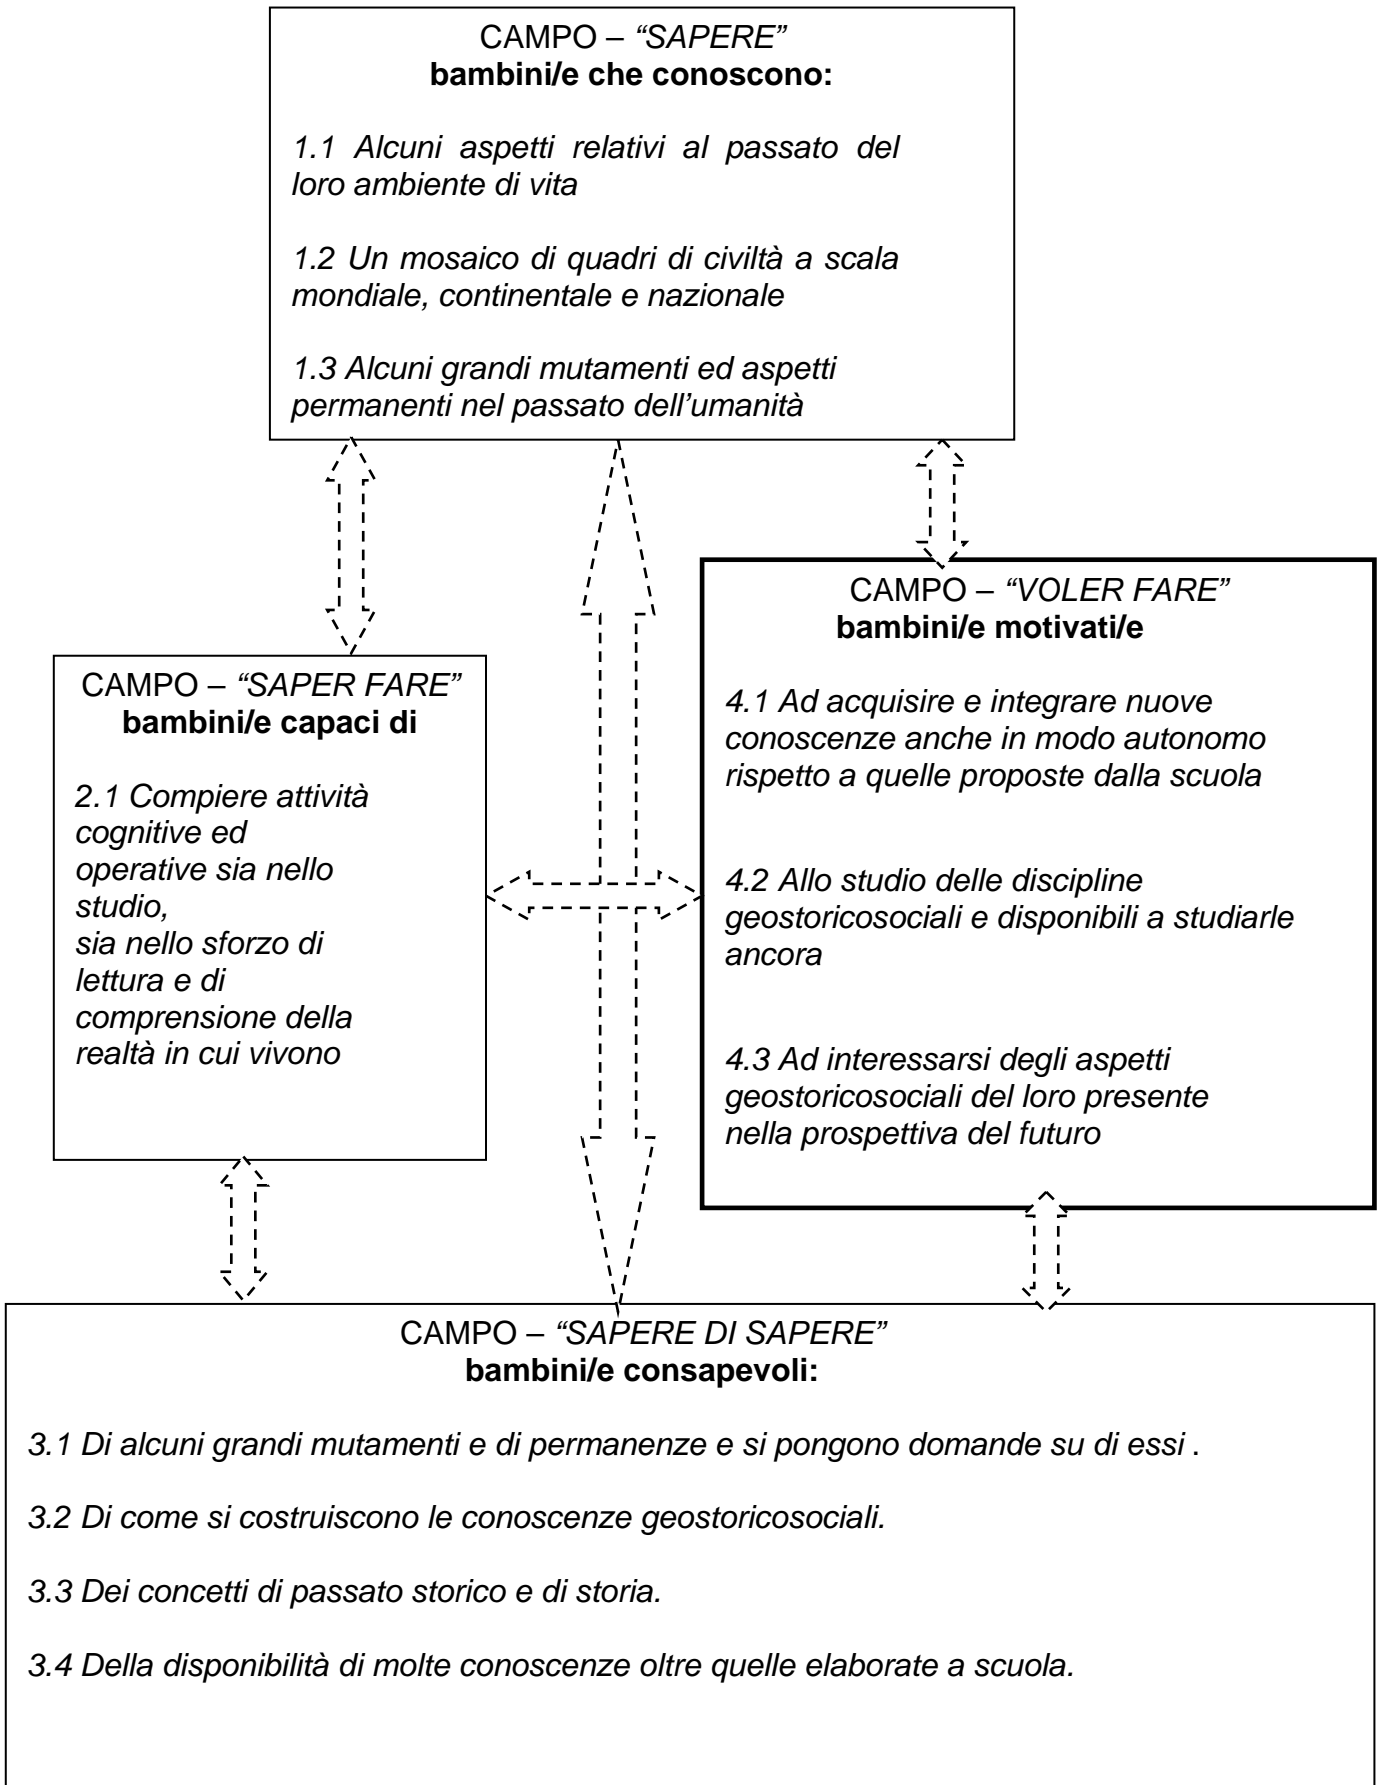 CAMPO – “SAPERE”
bambini/e che conoscono:
1.1 Alcuni aspetti relativi al passato del
loro ambiente di vita
1.2 Un mosaico di quadri di civiltà a scala
mondiale, continentale e nazionale
1.3 Alcuni grandi mutamenti ed aspetti
permanenti nel passato dell’umanità
CAMPO – “VOLER FARE”
bambini/e motivati/e
4.1 Ad acquisire e integrare nuove
conoscenze anche in modo autonomo
rispetto a quelle proposte dalla scuola
4.2 Allo studio delle discipline
geostoricosociali e disponibili a studiarle
ancora
4.3 Ad interessarsi degli aspetti
geostoricosociali del loro presente
nella prospettiva del futuro
CAMPO – “SAPER FARE”
bambini/e capaci di
2.1 Compiere attività
cognitive ed
operative sia nello
studio,
sia nello sforzo di
lettura e di
comprensione della
realtà in cui vivono
CAMPO – “SAPERE DI SAPERE”
bambini/e consapevoli:
3.1 Di alcuni grandi mutamenti e di permanenze e si pongono domande su di essi .
3.2 Di come si costruiscono le conoscenze geostoricosociali.
3.3 Dei concetti di passato storico e di storia.
3.4 Della disponibilità di molte conoscenze oltre quelle elaborate a scuola.